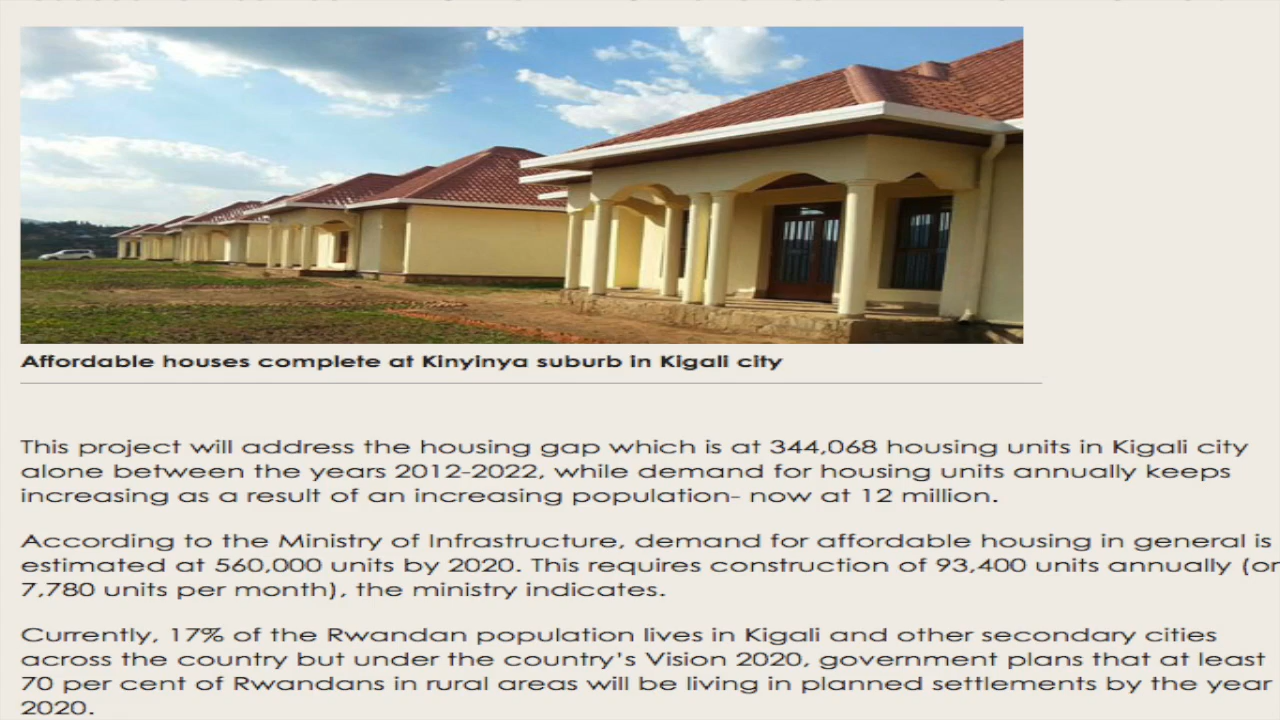 Affordable houses complete at Kinyinya suburb in Kigali city
This project will address the housing gap which is at 344,068 housing units in Kigali city
alone between the years 2012-2022, while demand for housing units annually keeps
increasing as a result of an increasing population- now at 12 million.
According to the Ministry of Infrastructure, demand for affordable housing in general is
estimated at 560,000 units by 2020. This requires construction of 93,400 units annually (or
7,780 units per month), the ministry indicates.
Currently, 17% of the Rwandan population lives in Kigali and other secondary cities
across the country but under the country's Vision 2020, government plans that at least
70 per cent of Rwandans in rural areas will be living in planned settlements by the year
2020.